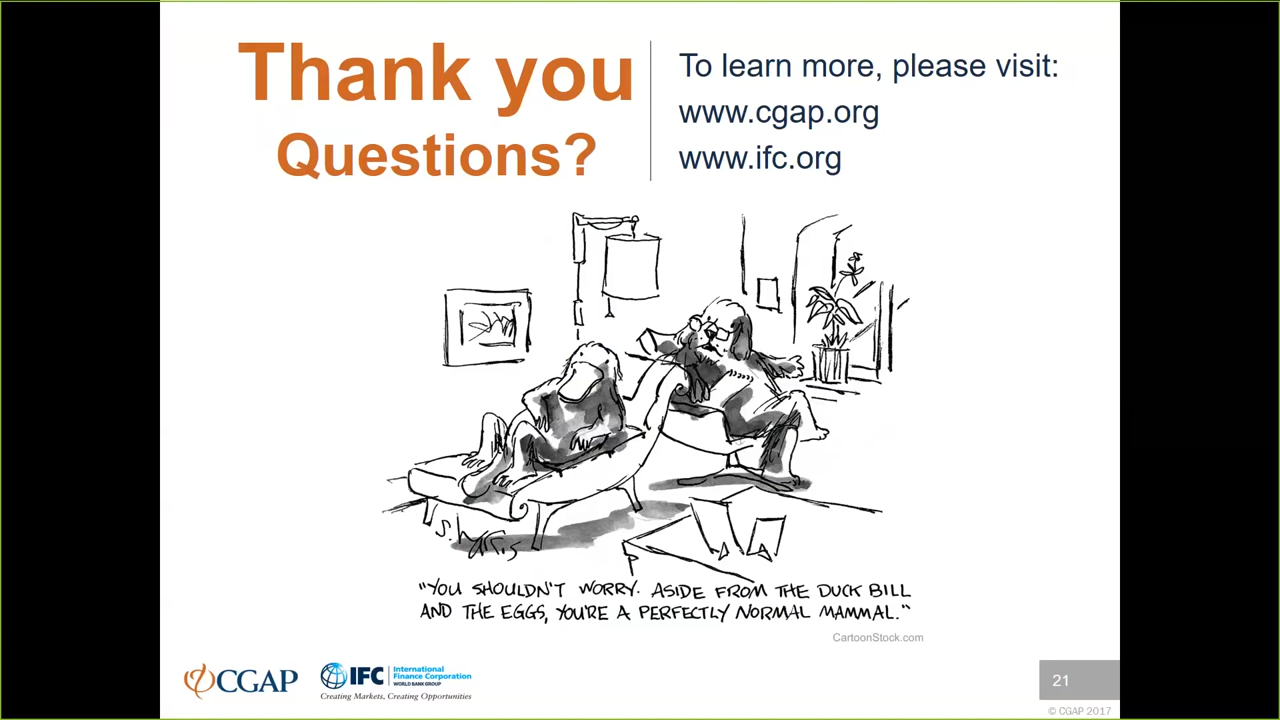 Thank you
Questions?
To learn more, please visit:
www.cgap.org
www.ifc.org
S. Harris
"YOU SHOULDN'T WORRY. ASIDE FROM THE DUCK BILL
AND THE EGGS, YOU'RE A PERFECTLY NORMAL MAMMAL."
CartoonStock.com
CGAP
IFC
International
Finance Corporation
WORLD BANK GROUP
Creating Markets, Creating Opportunities
21
© CGAP 2017